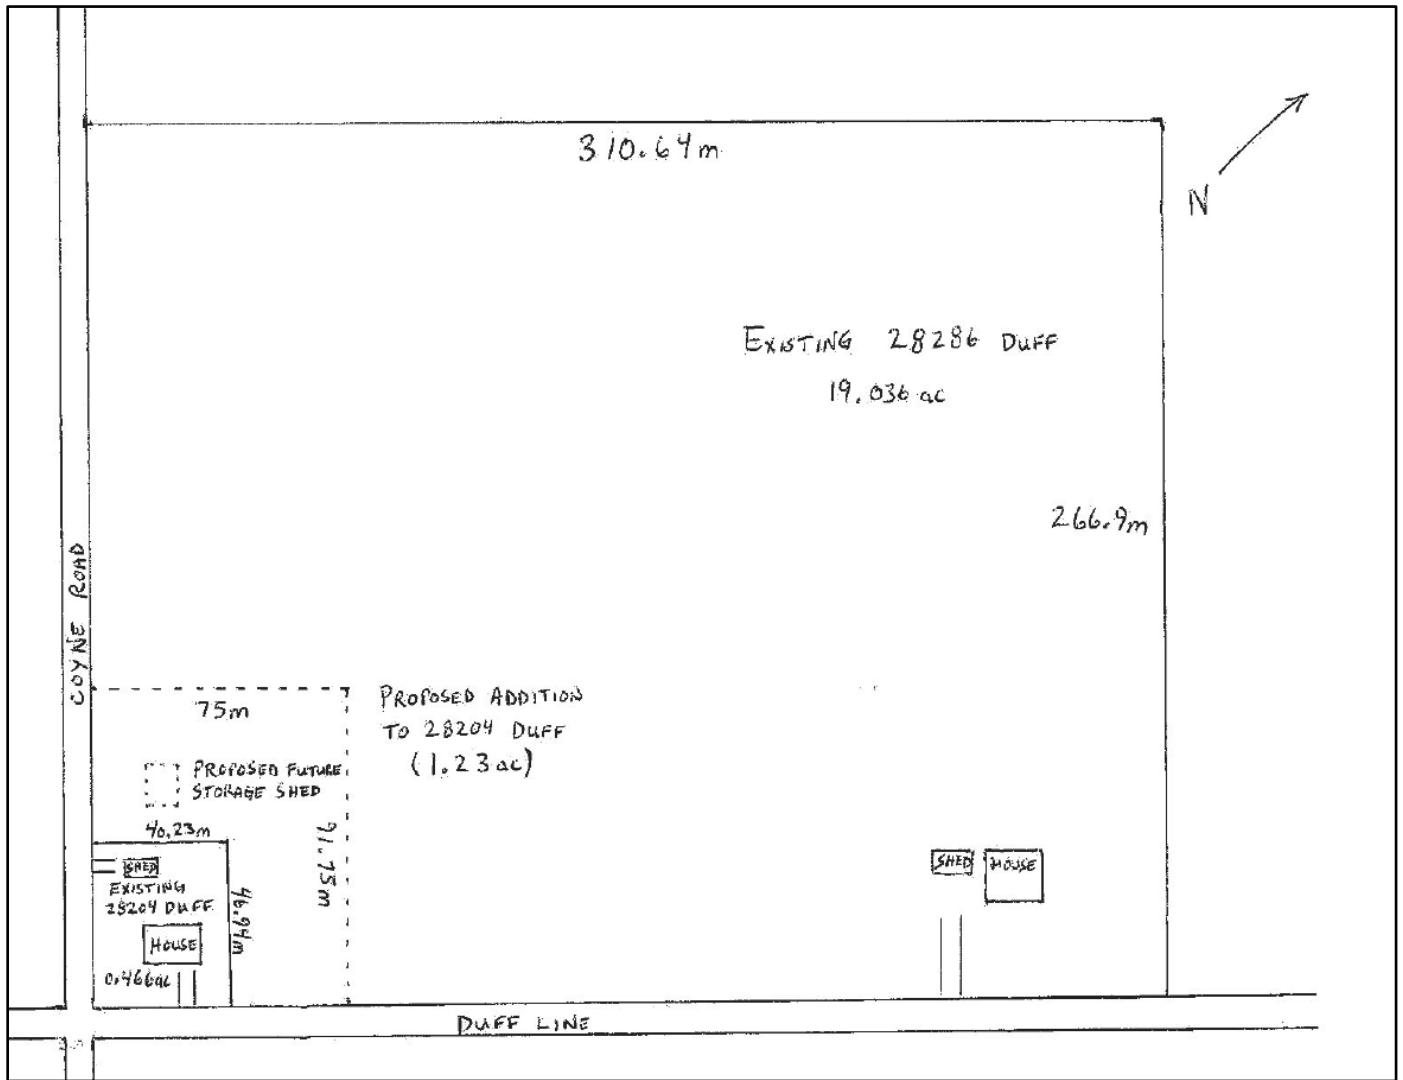 310.64m
N
EXISTING 28286 DUFF
19.036 ac
266.9m
COYNE ROAD
75m
PROPOSED ADDITION
TO 28204 DUFF
(1.23 ac)
PROPOSED FUTURE
STORAGE SHED
91.75m
40.23m
SHED
EXISTING
28204 DUFF
46.94m
HOUSE
0.466ac
SHED
HOUSE
DUFF LINE